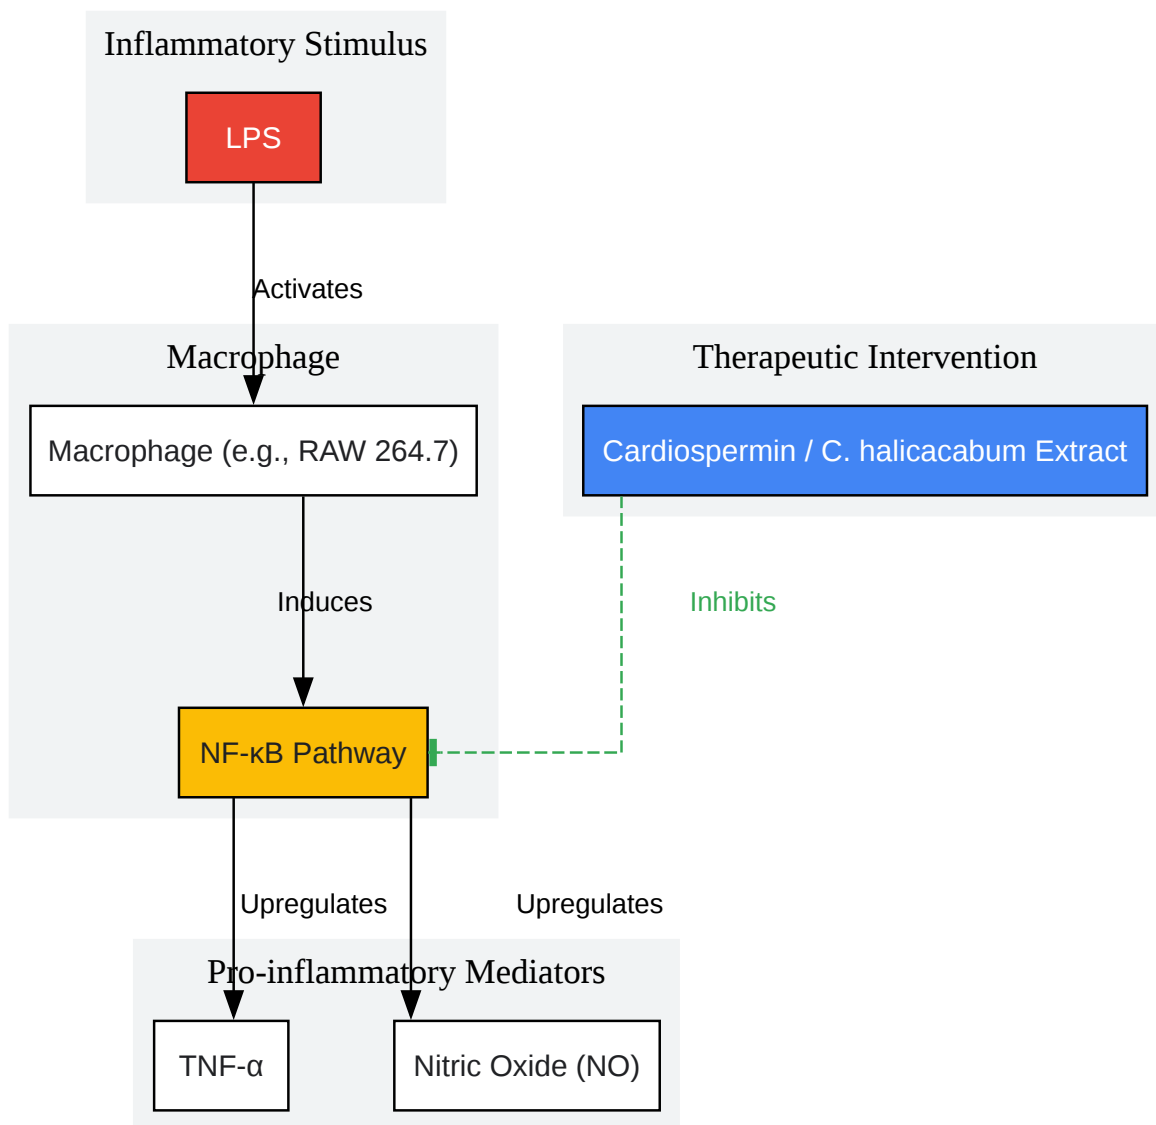 Inflammatory Stimulus
LPS
Activates
Macrophage
Therapeutic Intervention
Macrophage (e.g., RAW 264.7)
Cardiospermin / C. halicacabum Extract
Induces
Inhibits
NF-κB Pathway
Upregulates
Upregulates
Pro-inflammatory Mediators
TNF-α
Nitric Oxide (NO)